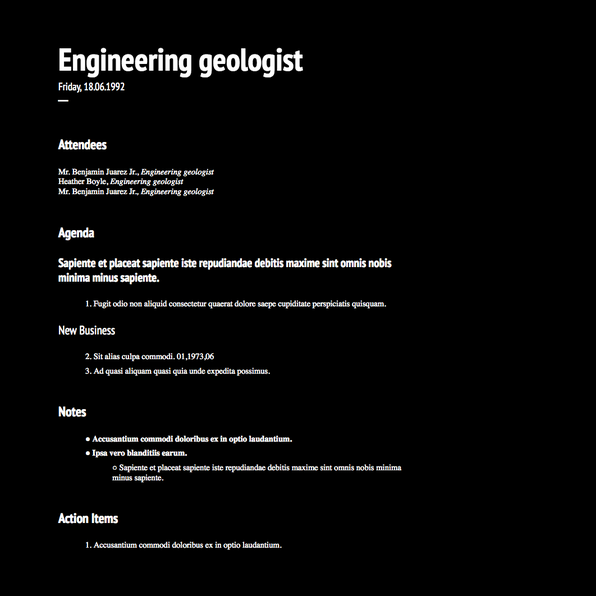 Engineering geologist
Friday, 18.06.1992
Attendees
Mr. Benjamin Juarez Jr., Engineering geologist
Heather Boyle, Engineering geologist
Mr. Benjamin Juarez Jr., Engineering geologist
Agenda
Sapiente et placeat sapiente iste repudiandae debitis maxime sint omnis nobis
minima minus sapiente.
1. Fugit odio non aliquid consectetur quaerat dolore saepe cupiditate perspiciatis quisquam.
New Business
2. Sit alias culpa commodi. 01,1973,06
3. Ad quasi aliquam quasi quia unde expedita possimus.
Notes
● Accusantium commodi doloribus ex in optio laudantium.
● Ipsa vero blanditiis earum.
○ Sapiente et placeat sapiente iste repudiandae debitis maxime sint omnis nobis minima
minus sapiente.
Action Items
1. Accusantium commodi doloribus ex in optio laudantium.